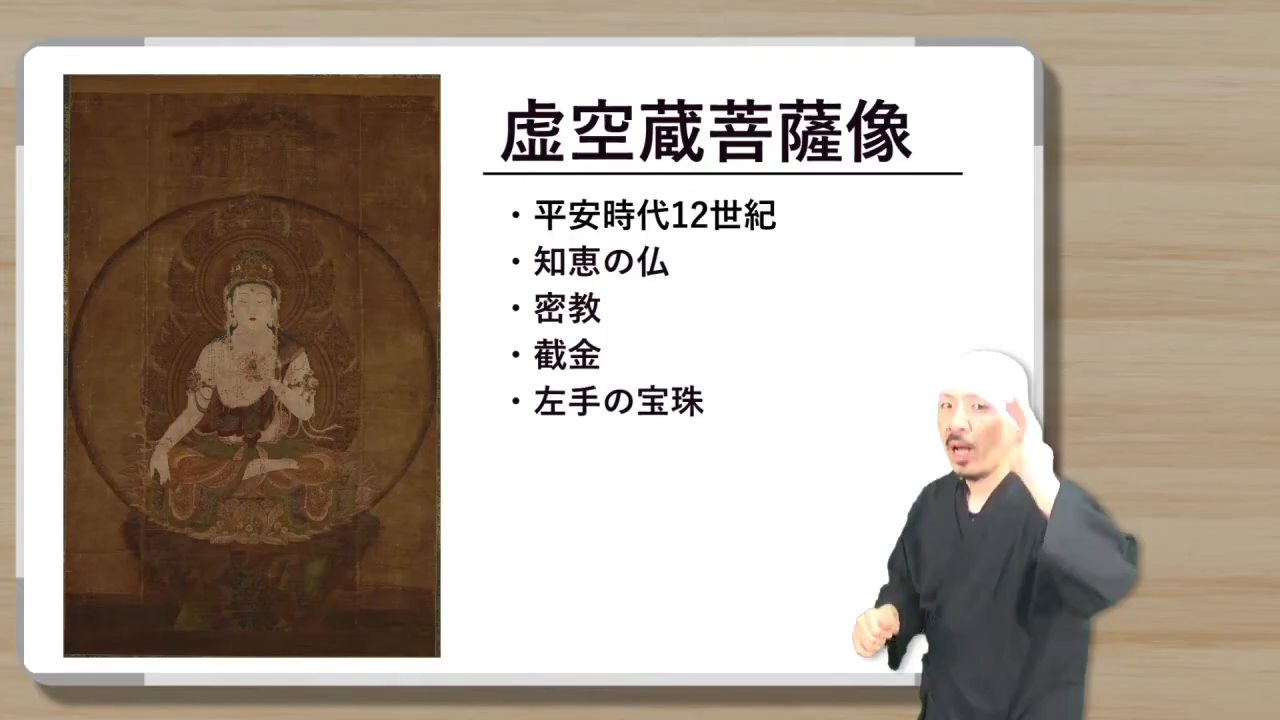 虚空蔵菩薩像
・平安時代12世紀
・知恵の仏
・密教
・截金
・左手の宝珠